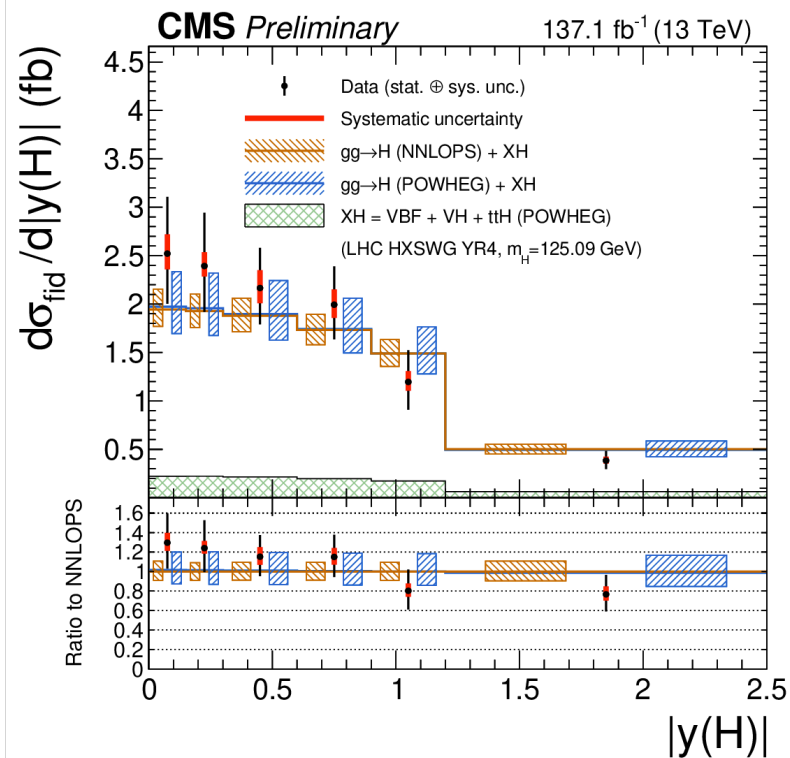 CMS Preliminary 137.1 fb⁻¹ (13 TeV)
dσfid/d|y(H)| (fb)
4.5
4
3.5
3
2.5
2
1.5
1
0.5
Data (stat. ⊕ sys. unc.)
Systematic uncertainty
gg→H (NNLOPS) + XH
gg→H (POWHEG) + XH
XH = VBF + VH + ttH (POWHEG)
(LHC HXSWG YR4, mH=125.09 GeV)
Ratio to NNLOPS
1.6
1.4
1.2
1
0.8
0.6
0.4
0.2
0
0 0.5 1 1.5 2 2.5
|y(H)|